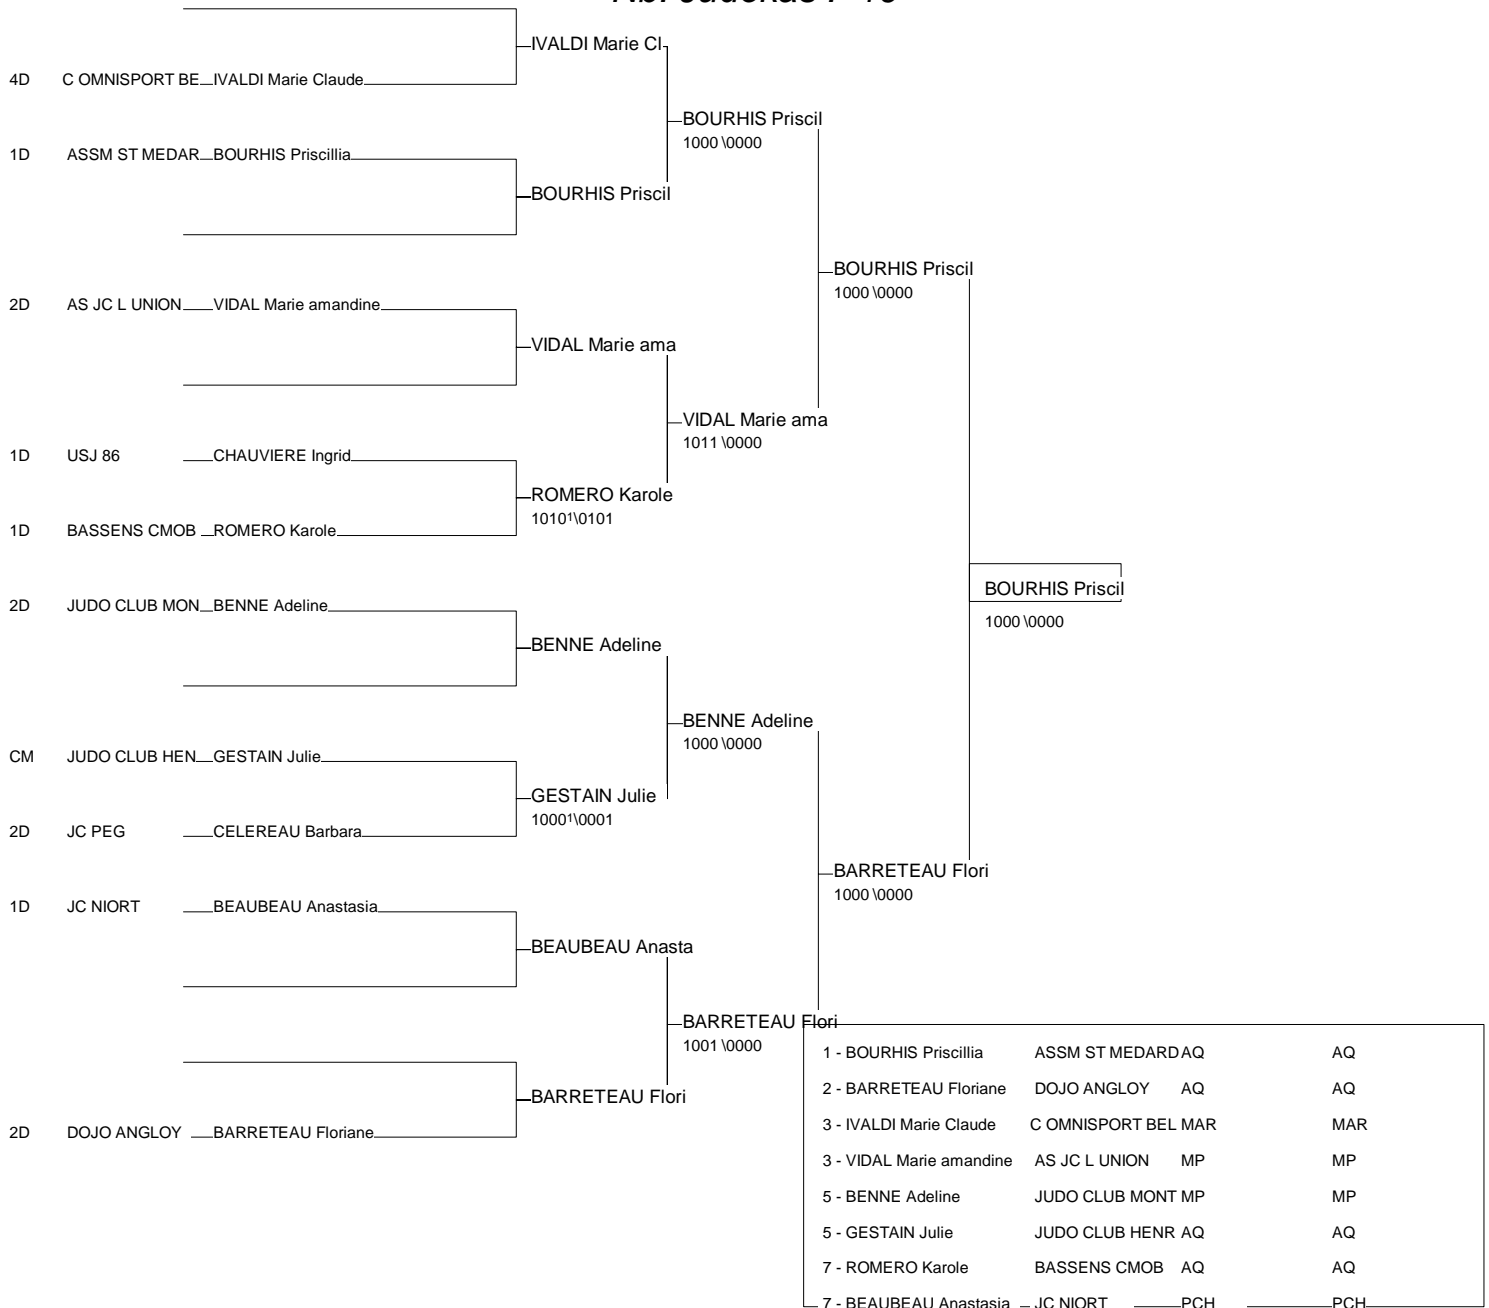 IVALDI Marie Cl
4D C OMNISPORT BE IVALDI Marie Claude
BOURHIS Priscil
1000 \0000
1D ASSM ST MEDAR BOURHIS Priscillia
BOURHIS Priscil
BOURHIS Priscil
1000 \0000
2D AS JC L UNION VIDAL Marie amandine
VIDAL Marie ama
VIDAL Marie ama
1011 \0000
1D USJ 86 CHAUVIERE Ingrid
ROMERO Karole
1010¹\0101
1D BASSENS CMOB ROMERO Karole
BOURHIS Priscil
1000 \0000
2D JUDO CLUB MON BENNE Adeline
BENNE Adeline
BENNE Adeline
1000 \0000
CM JUDO CLUB HEN GESTAIN Julie
GESTAIN Julie
1000¹\0001
2D JC PEG CELEREAU Barbara
BARRETEAU Flori
1000 \0000
1D JC NIORT BEAUBEAU Anastasia
BEAUBEAU Anasta
BARRETEAU Flori
1001 \0000
BARRETEAU Flori
2D DOJO ANGLOY BARRETEAU Floriane
1 - BOURHIS Priscillia ASSM ST MEDARD AQ AQ
2 - BARRETEAU Floriane DOJO ANGLOY AQ AQ
3 - IVALDI Marie Claude C OMNISPORT BEL MAR MAR
3 - VIDAL Marie amandine AS JC L UNION MP MP
5 - BENNE Adeline JUDO CLUB MONT MP MP
5 - GESTAIN Julie JUDO CLUB HENR AQ AQ
7 - ROMERO Karole BASSENS CMOB AQ AQ
7 - BEAUBEAU Anastasia JC NIORT PCH PCH